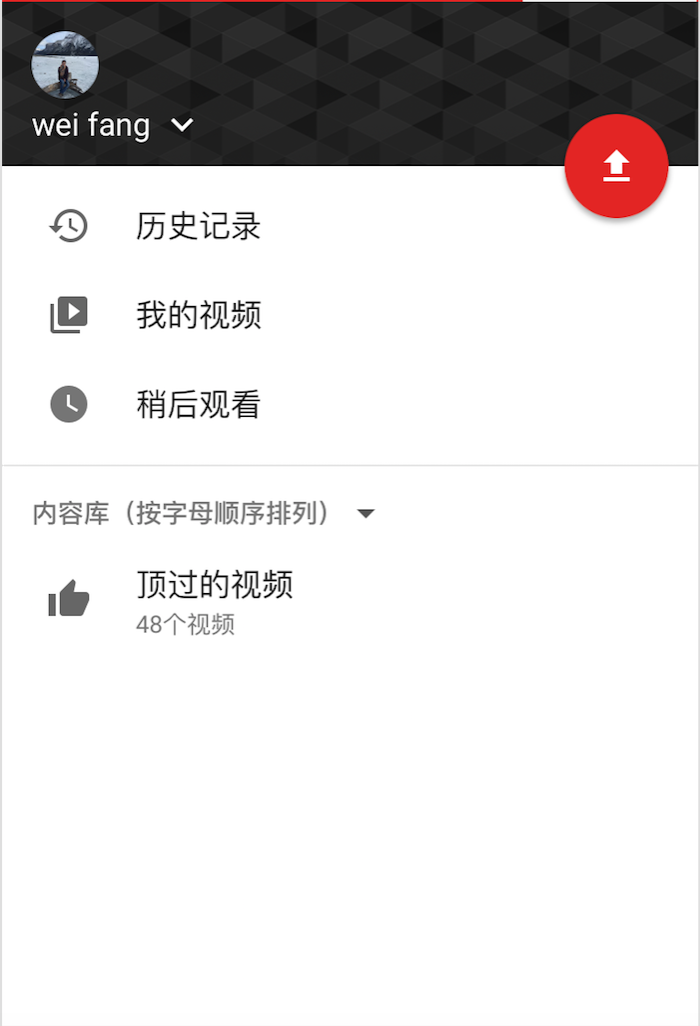 wei fang
历史记录
我的视频
稍后观看
内容库（按字母顺序排列）
顶过的视频
48个视频